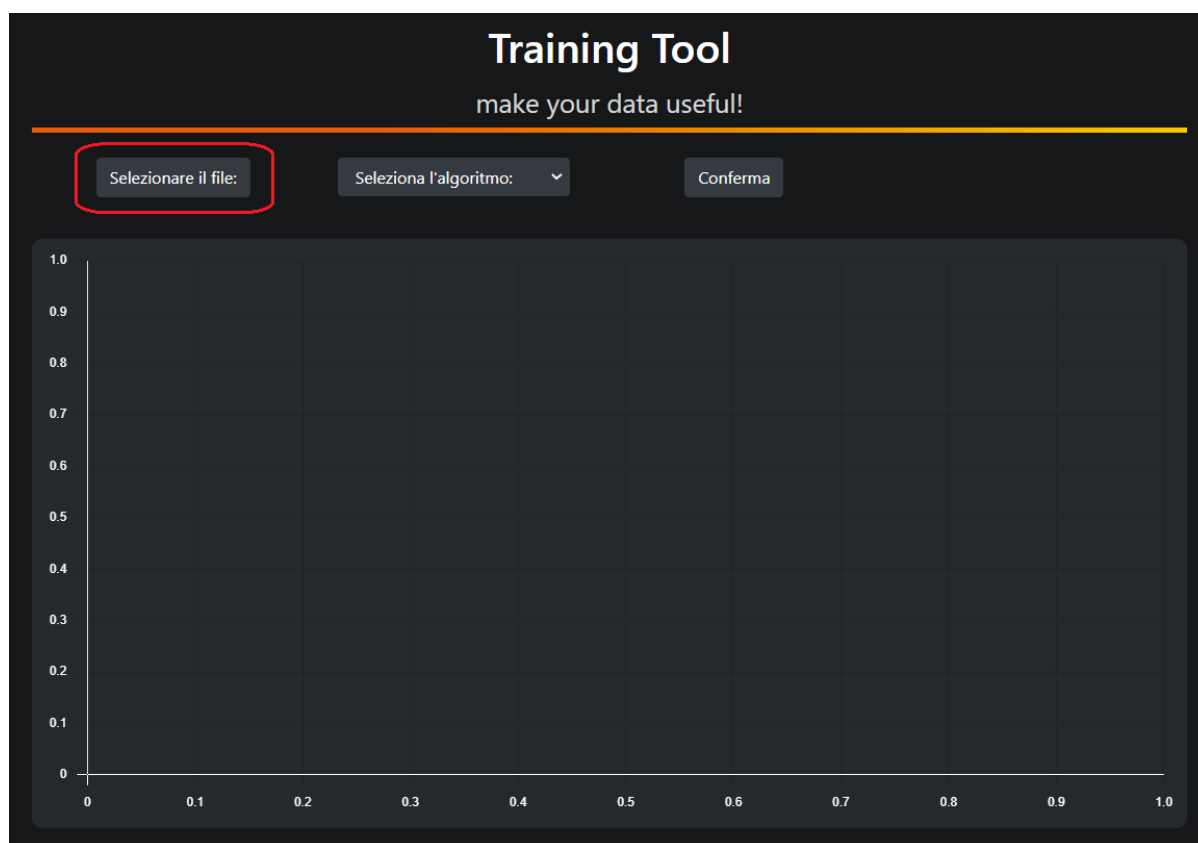 Training Tool
make your data useful!
Selezionare il file: Seleziona l'algoritmo: Conferma
1.0
0.9
0.8
0.7
0.6
0.5
0.4
0.3
0.2
0.1
0
0 0.1 0.2 0.3 0.4 0.5 0.6 0.7 0.8 0.9 1.0